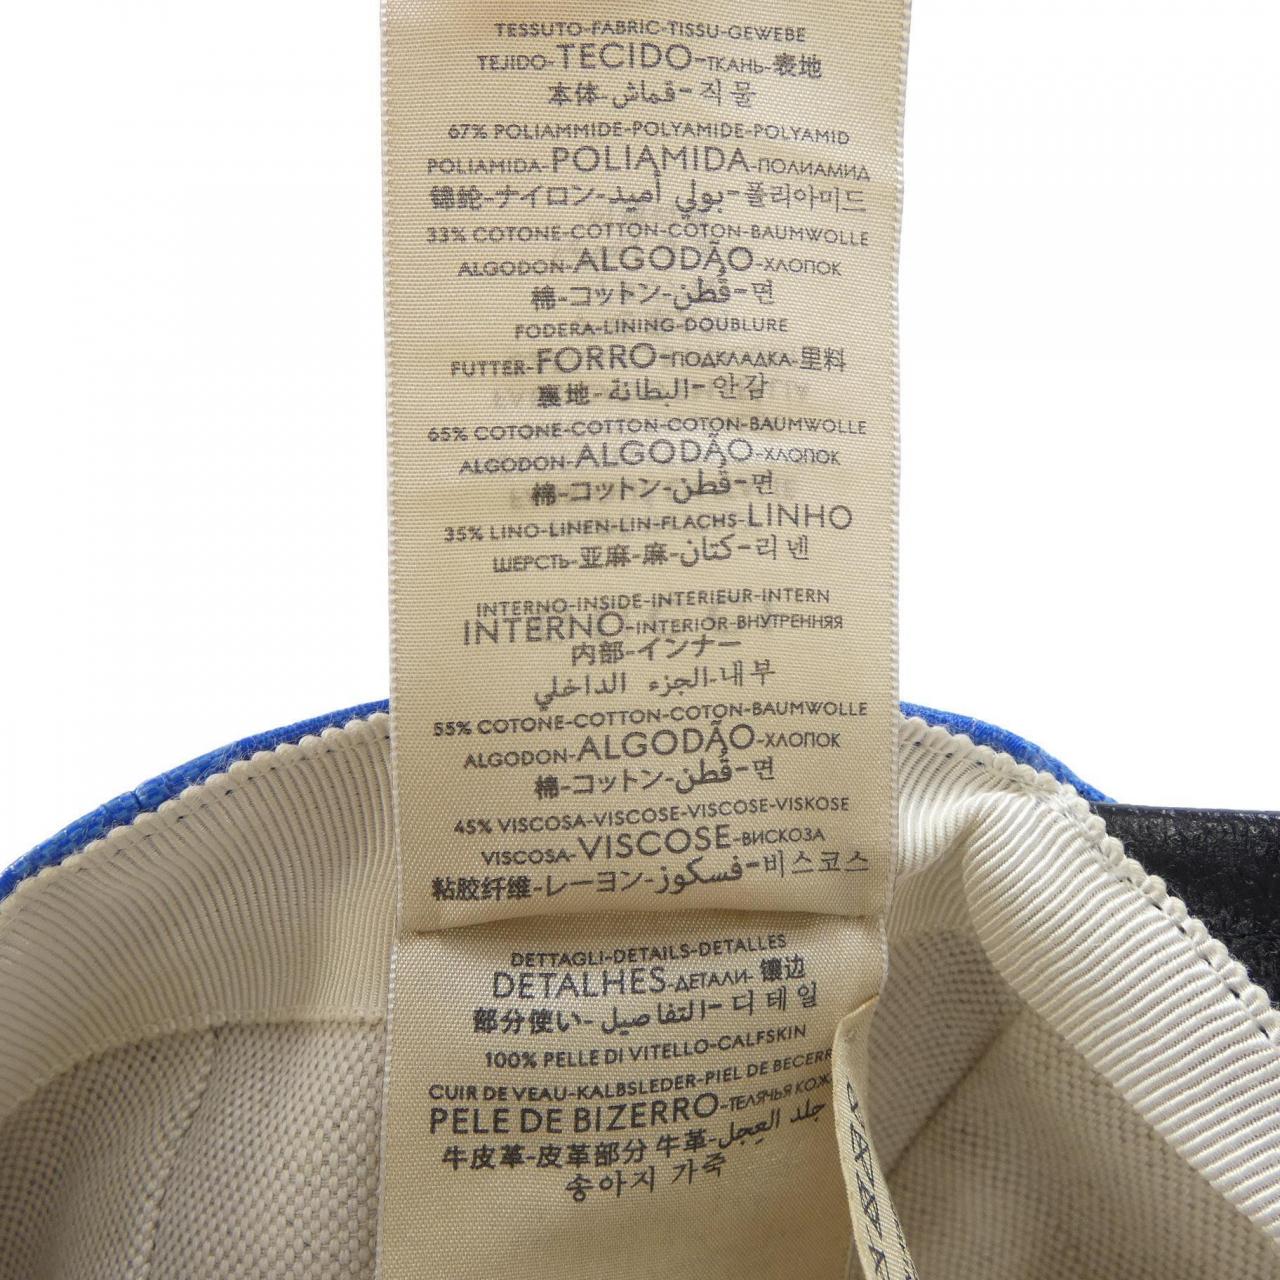 TESSUTO-FABRIC-TISSU-GEWEBE
TEJIDO-TECIDO-ТКАНЬ-表地
本体-قماش-직물
67% POLIAMMIDE-POLYAMIDE-POLYAMID
POLIAMIDA-POLIAMIDA-ПОЛИАМИД
锦纶-ナイロン-بولي أميد-폴리아미드
33% COTONE-COTTON-COTON-BAUMWOLLE
ALGODON-ALGODÃO-ХЛОПОК
棉-コットン-قطن-면
FODERA-LINING-DOUBLURE
FUTTER-FORRO-ПОДКЛАДКА-里料
裏地-البطانة-안감
65% COTONE-COTTON-COTON-BAUMWOLLE
ALGODON-ALGODÃO-ХЛОПОК
棉-コットン-قطن-면
35% LINO-LINEN-LIN-FLACHS-LINHO
ШЕРСТЬ-亚麻-麻-كتان-리넨
INTERNO-INSIDE-INTERIEUR-INTERN
INTERNO-INTERIOR-ВНУТРЕННЯЯ
内部-インナー
الجزء الداخلي-내부
55% COTONE-COTTON-COTON-BAUMWOLLE
ALGODON-ALGODÃO-ХЛОПОК
棉-コットン-قطن-면
45% VISCOSA-VISCOSE-VISCOSE-VISKOSE
VISCOSA-VISCOSE-ВИСКОЗА
粘胶纤维-レーヨン-فسكوز-비스코스
DETTAGLI-DETAILS-DETALLES
DETALHES-ДЕТАЛИ-镶边
部分使い-التفاصيل-디테일
100% PELLE DI VITELLO-CALFSKIN
CUIR DE VEAU-KALBSLEDER-PIEL DE BECERR
PELE DE BIZERRO-ТЕЛЯЧЬЯ КОЖ
牛皮革-皮革部分 牛革-جلد العجل
송아지 가죽